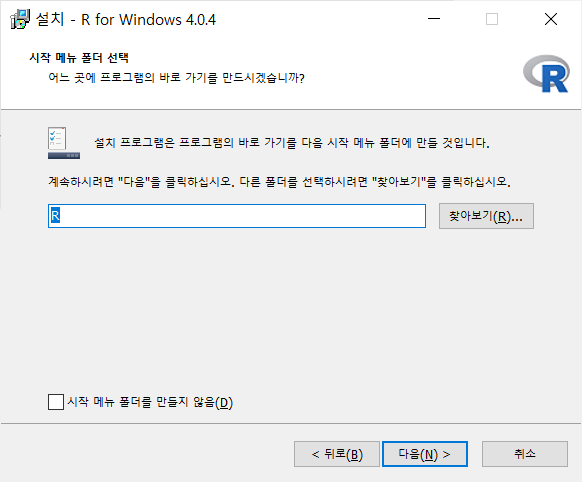 설치 - R for Windows 4.0.4
시작 메뉴 폴더 선택
어느 곳에 프로그램의 바로 가기를 만드시겠습니까?
R
설치 프로그램은 프로그램의 바로 가기를 다음 시작 메뉴 폴더에 만들 것입니다.
계속하시려면 "다음"을 클릭하십시오. 다른 폴더를 선택하시려면 "찾아보기"를 클릭하십시오.
R
찾아보기(R)...
시작 메뉴 폴더를 만들지 않음(D)
< 뒤로(B)
다음(N) >
취소